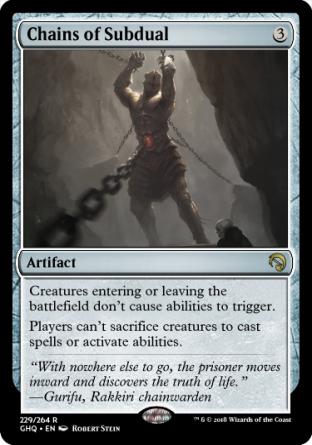 Chains of Subdual 3
Artifact
Creatures entering or leaving the
battlefield don't cause abilities to trigger.
Players can't sacrifice creatures to cast
spells or activate abilities.
“With nowhere else to go, the prisoner moves
inward and discovers the truth of life.”
—Gurifu, Rakkiri chainwarden
229/264 R
GHQ • EN ROBERT STEIN
™ & © 2018 Wizards of the Coast